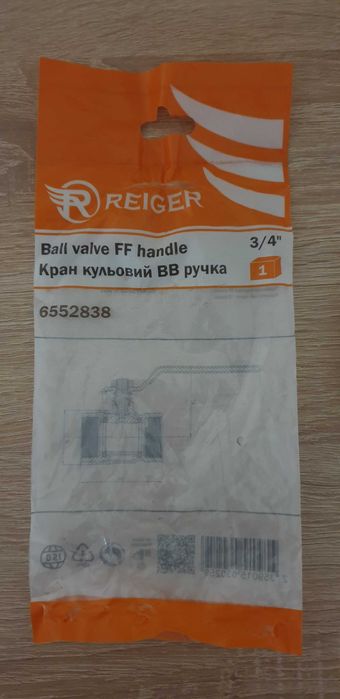 REIGER
Ball valve FF handle
3/4"
Кран кульовий ВВ ручка
1
6552838